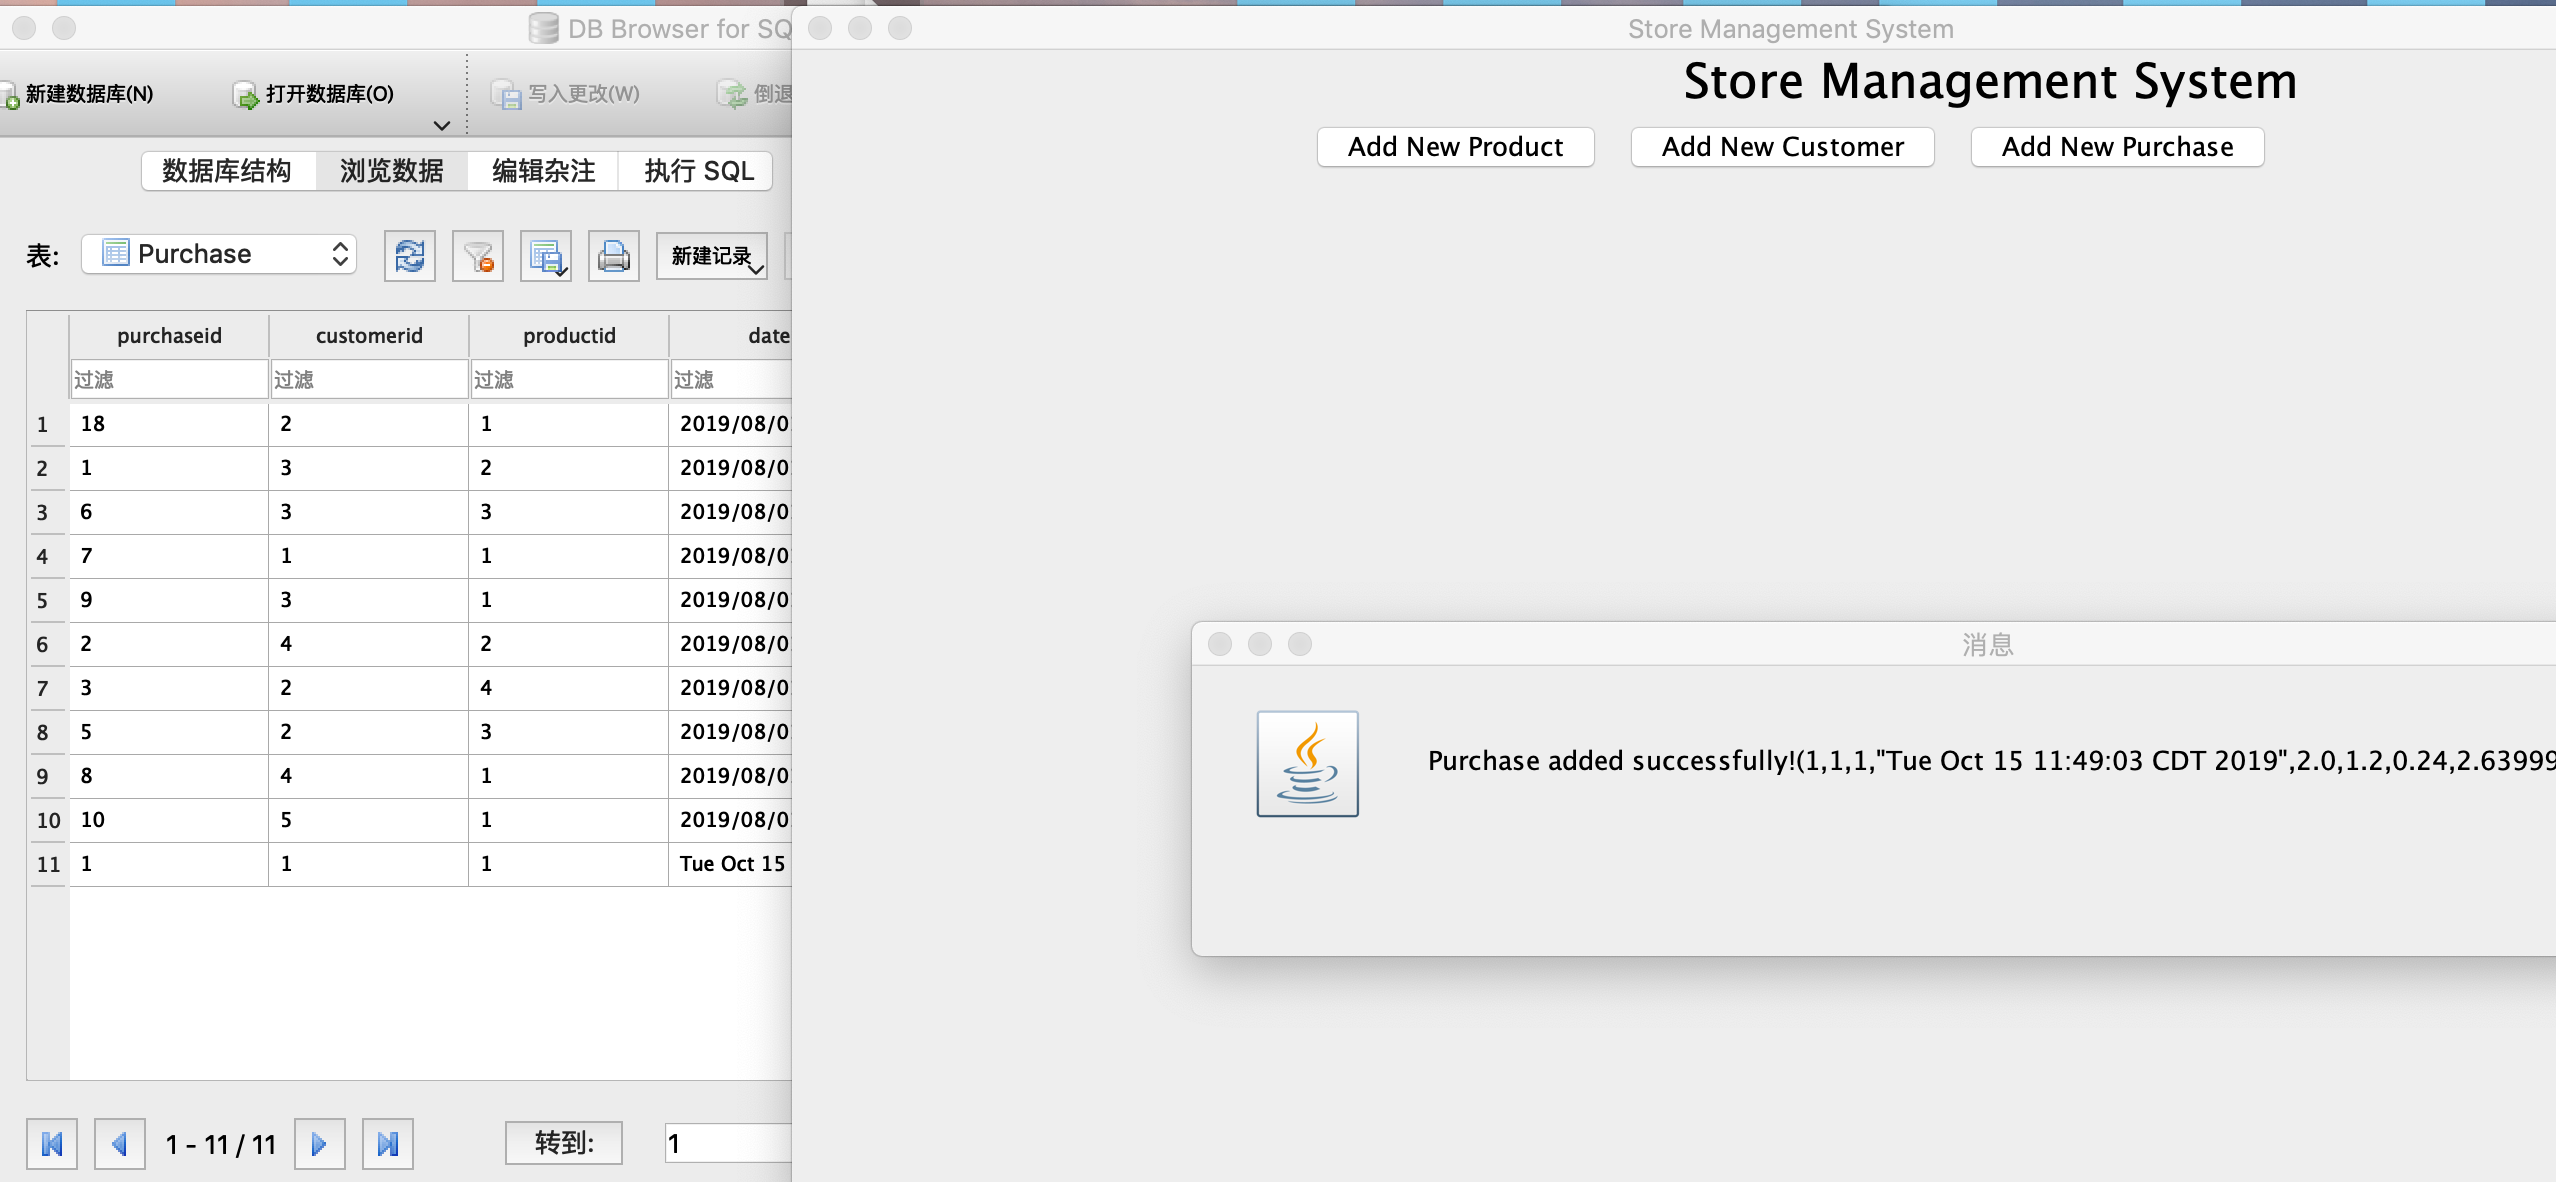 DB Browser for SQ
新建数据库(N)
打开数据库(O)
写入更改(W)
倒退
数据库结构
浏览数据
编辑杂注
执行 SQL
表:
Purchase
新建记录
purchaseid customerid productid date
过滤 过滤 过滤 过滤
1 18 2 1 2019/08/0
2 1 3 2 2019/08/0
3 6 3 3 2019/08/0
4 7 1 1 2019/08/0
5 9 3 1 2019/08/0
6 2 4 2 2019/08/0
7 3 2 4 2019/08/0
8 5 2 3 2019/08/0
9 8 4 1 2019/08/0
10 10 5 1 2019/08/0
11 1 1 1 Tue Oct 15
1 - 11 / 11
转到:
1
Store Management System
Store Management System
Add New Product
Add New Customer
Add New Purchase
消息
Purchase added successfully!(1,1,1,"Tue Oct 15 11:49:03 CDT 2019",2.0,1.2,0.24,2.63999